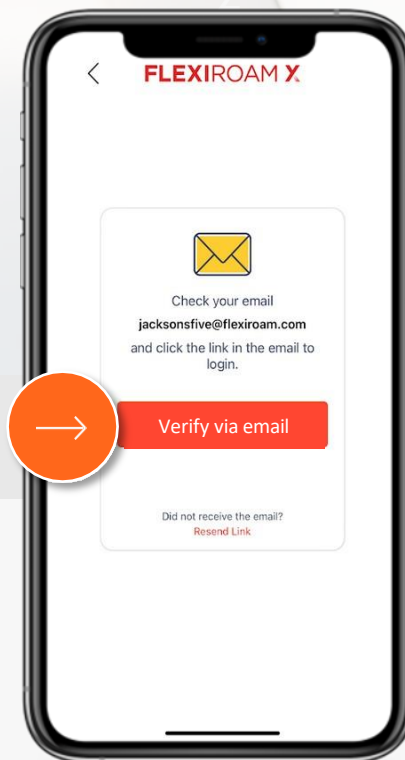 FLEXIROAM X
Check your email
jacksonsfive@flexiroam.com
and click the link in the email to
login.
Verify via email
Did not receive the email?
Resend Link